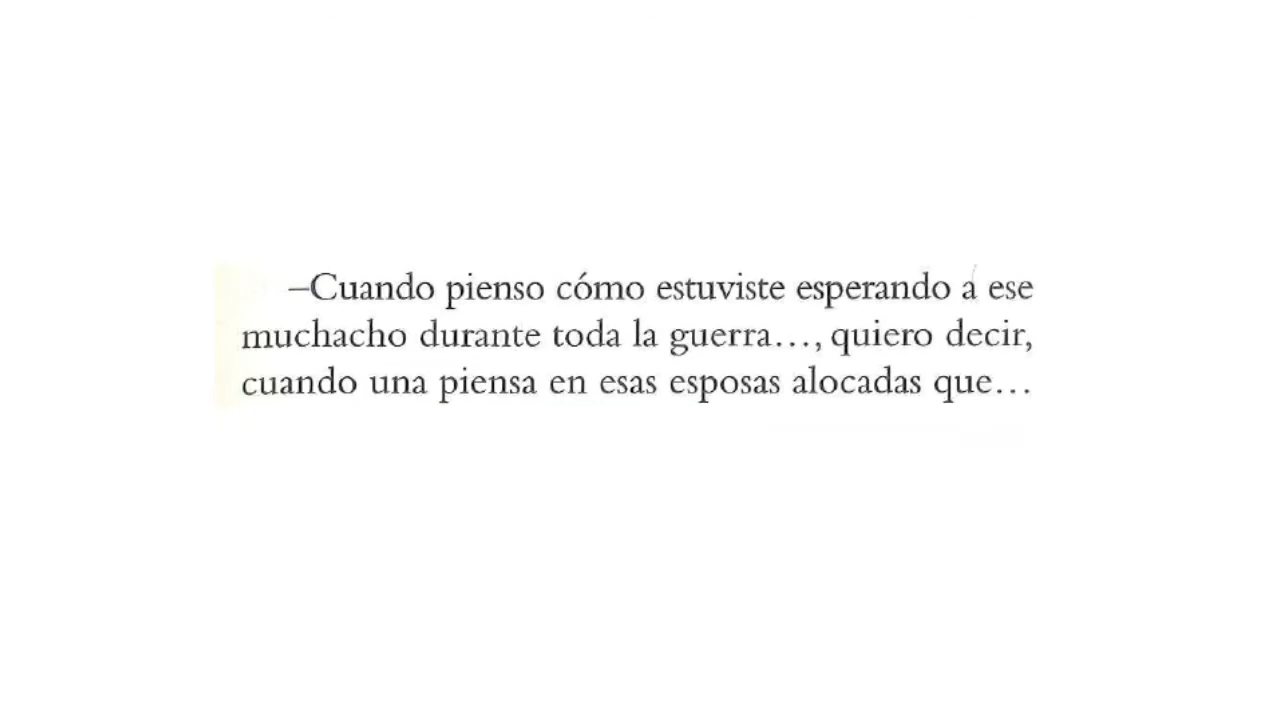 –Cuando pienso cómo estuviste esperando a ese
muchacho durante toda la guerra…, quiero decir,
cuando una piensa en esas esposas alocadas que…